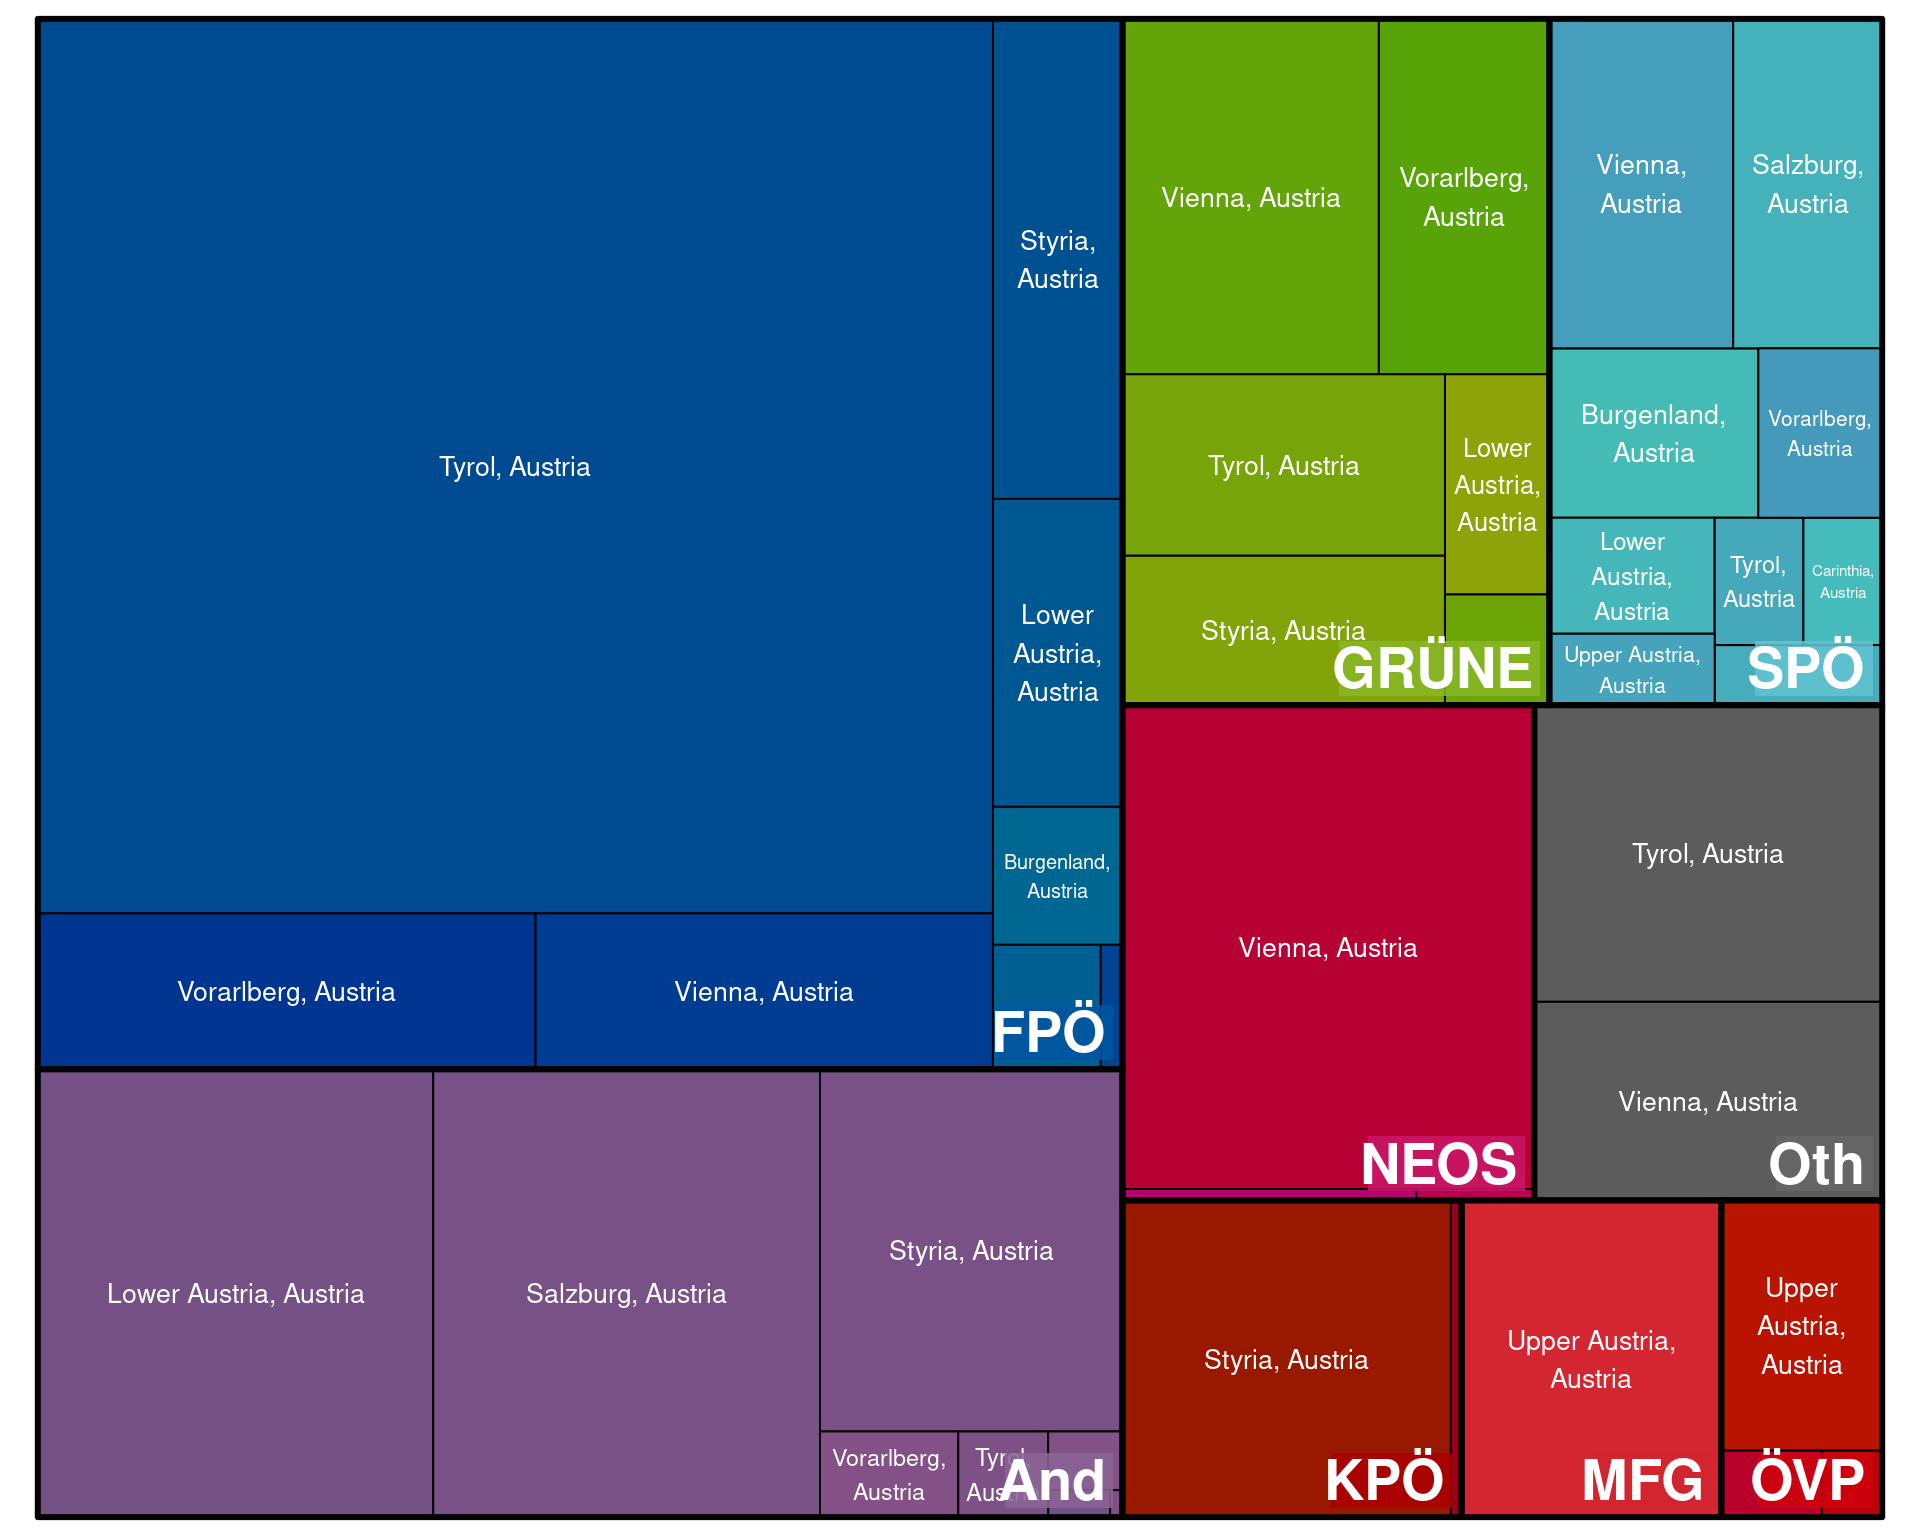 Tyrol, Austria
Styria,
Austria
Lower
Austria,
Austria
Burgenland,
Austria
Vorarlberg, Austria
Vienna, Austria
FPÖ
Lower Austria, Austria
Salzburg, Austria
Styria, Austria
Vorarlberg,
Austria
Tyrol,
Austria
And
Vienna, Austria
Vorarlberg,
Austria
Tyrol, Austria
Lower
Austria,
Austria
Styria, Austria
GRÜNE
Vienna,
Austria
Salzburg,
Austria
Burgenland,
Austria
Vorarlberg,
Austria
Lower
Austria,
Austria
Tyrol,
Austria
Carinthia,
Austria
Upper Austria,
Austria
SPÖ
Vienna, Austria
NEOS
Tyrol, Austria
Vienna, Austria
Oth
Styria, Austria
KPÖ
Upper Austria,
Austria
MFG
Upper
Austria,
Austria
ÖVP